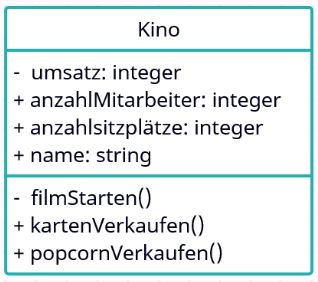 Kino
- umsatz: integer
+ anzahlMitarbeiter: integer
+ anzahlsitzplätze: integer
+ name: string
- filmStarten()
+ kartenVerkaufen()
+ popcornVerkaufen()